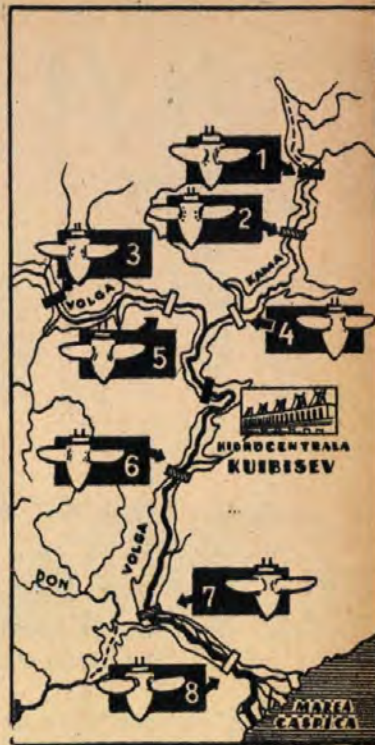 1
2
3
VOLGA
KAMA
4
5
HIDROCENTRALA
KUIBISEV
6
VOLGA
DON
7
8
MAREA
CASPICA